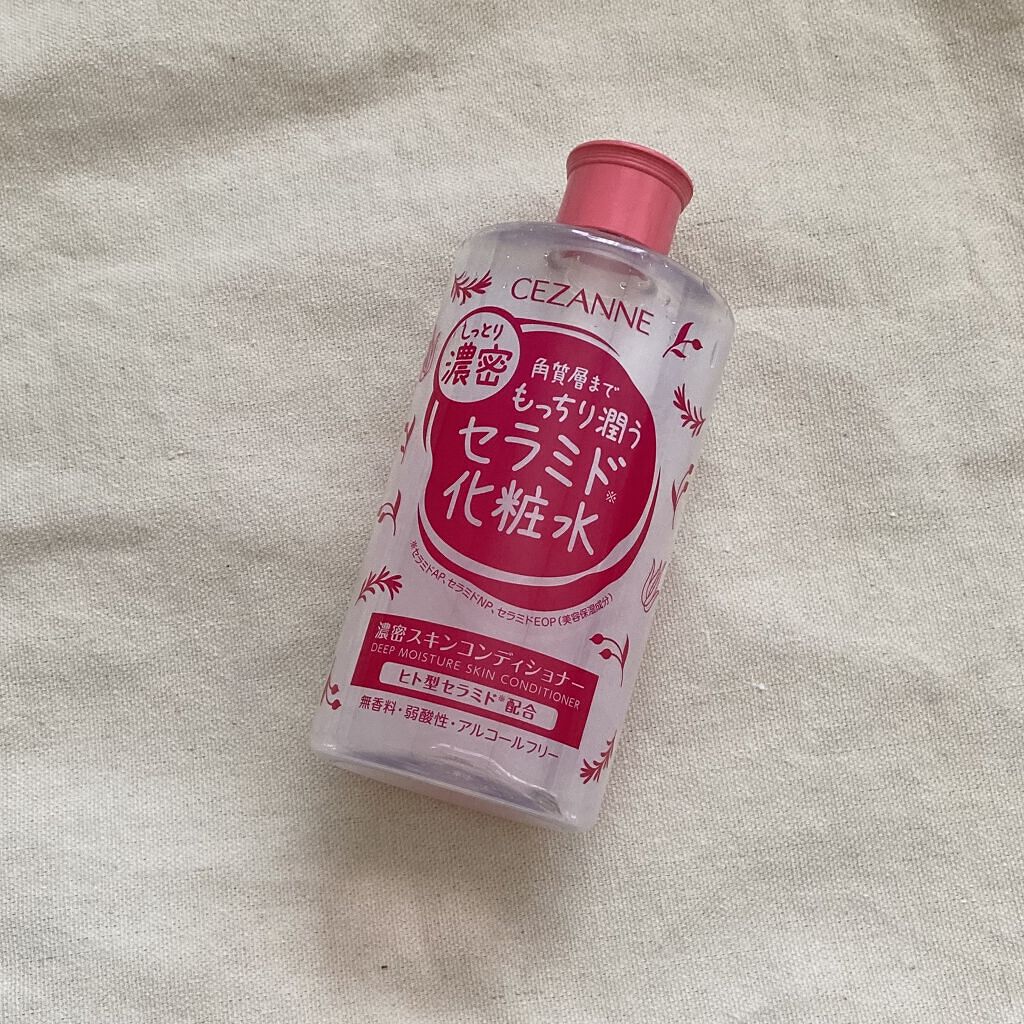 CEZANNE
しっとり
濃密
角質層まで
もっちり潤う
セラミド※
化粧水
※セラミドAP、セラミドNP、セラミドEOP(美容保湿成分)
濃密スキンコンディショナー
DEEP MOISTURE SKIN CONDITIONER
ヒト型セラミド※配合
無香料・弱酸性・アルコールフリー